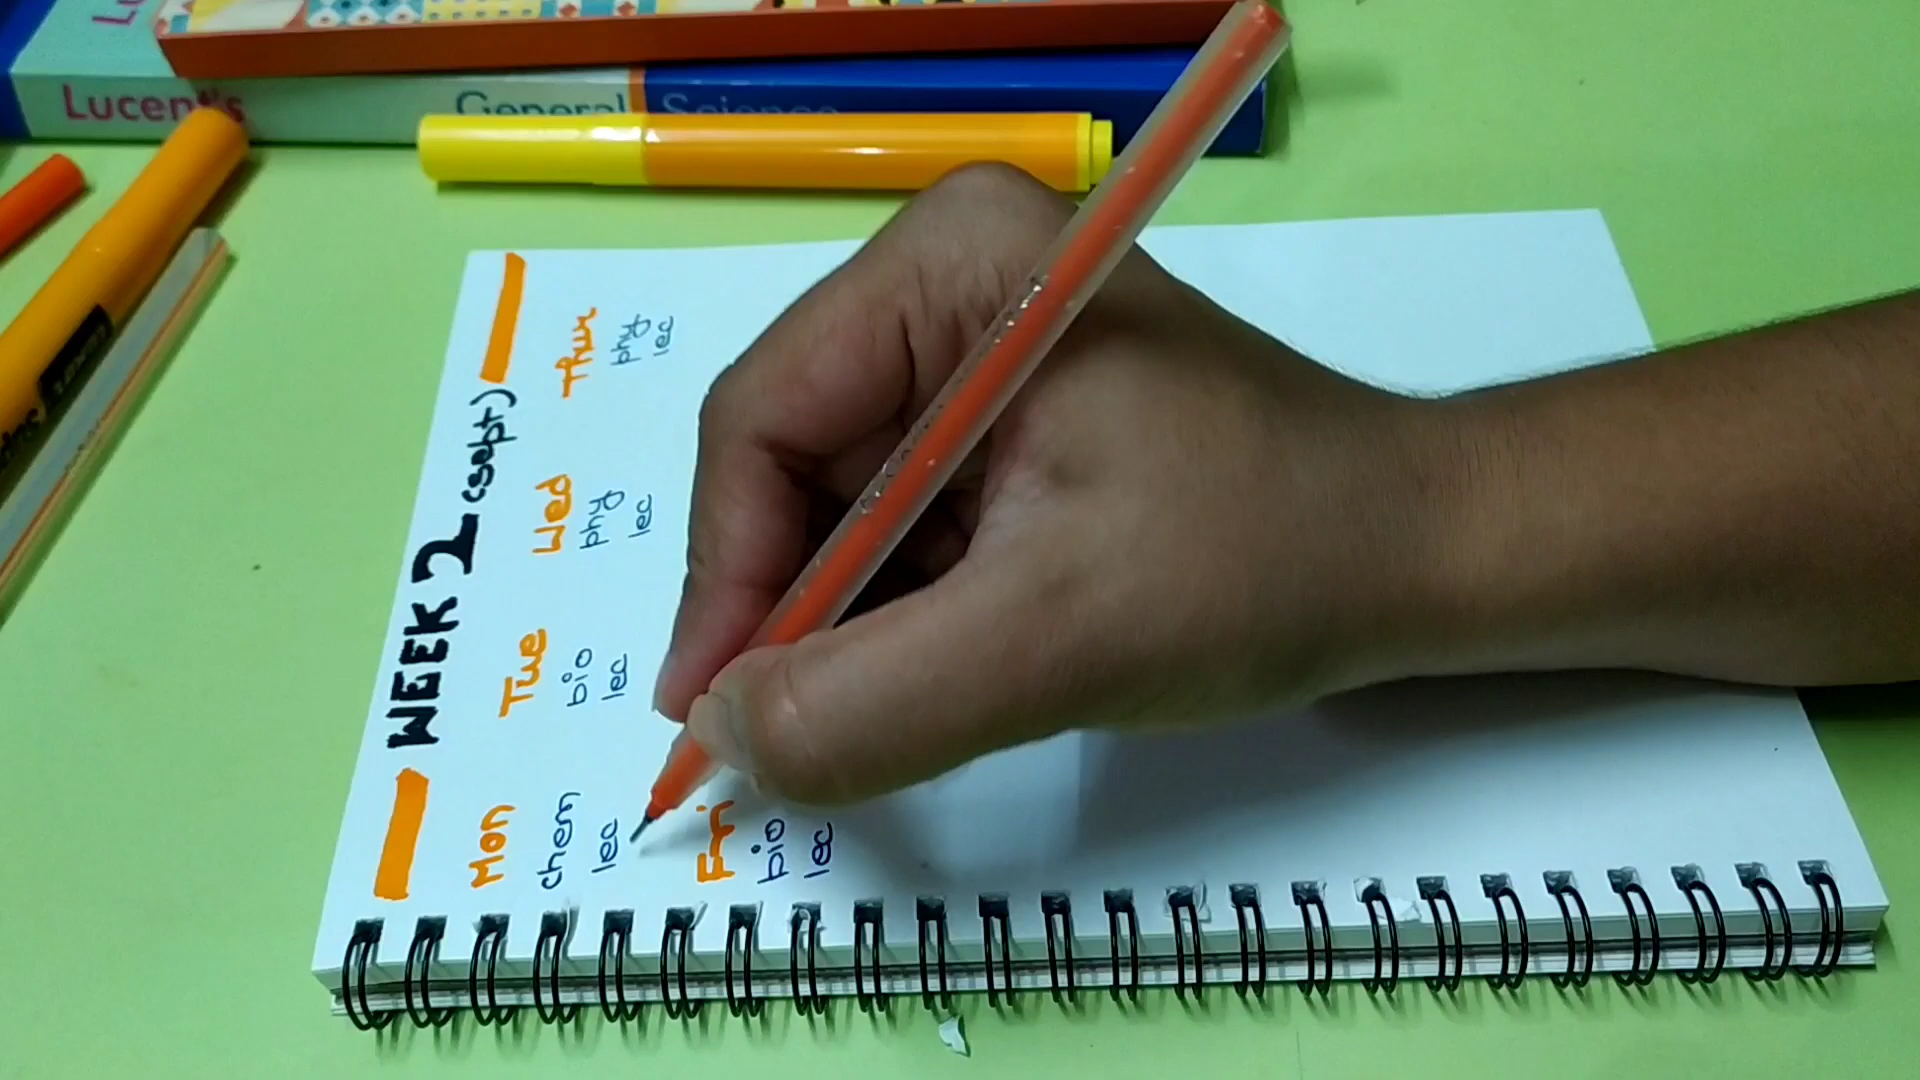 Lucent's General Science
WEEK 2 (sept)
Mon
chem
lec
Tue
bio
lec
Wed
phy
lec
Thur
phy
lec
Fri
bio
lec